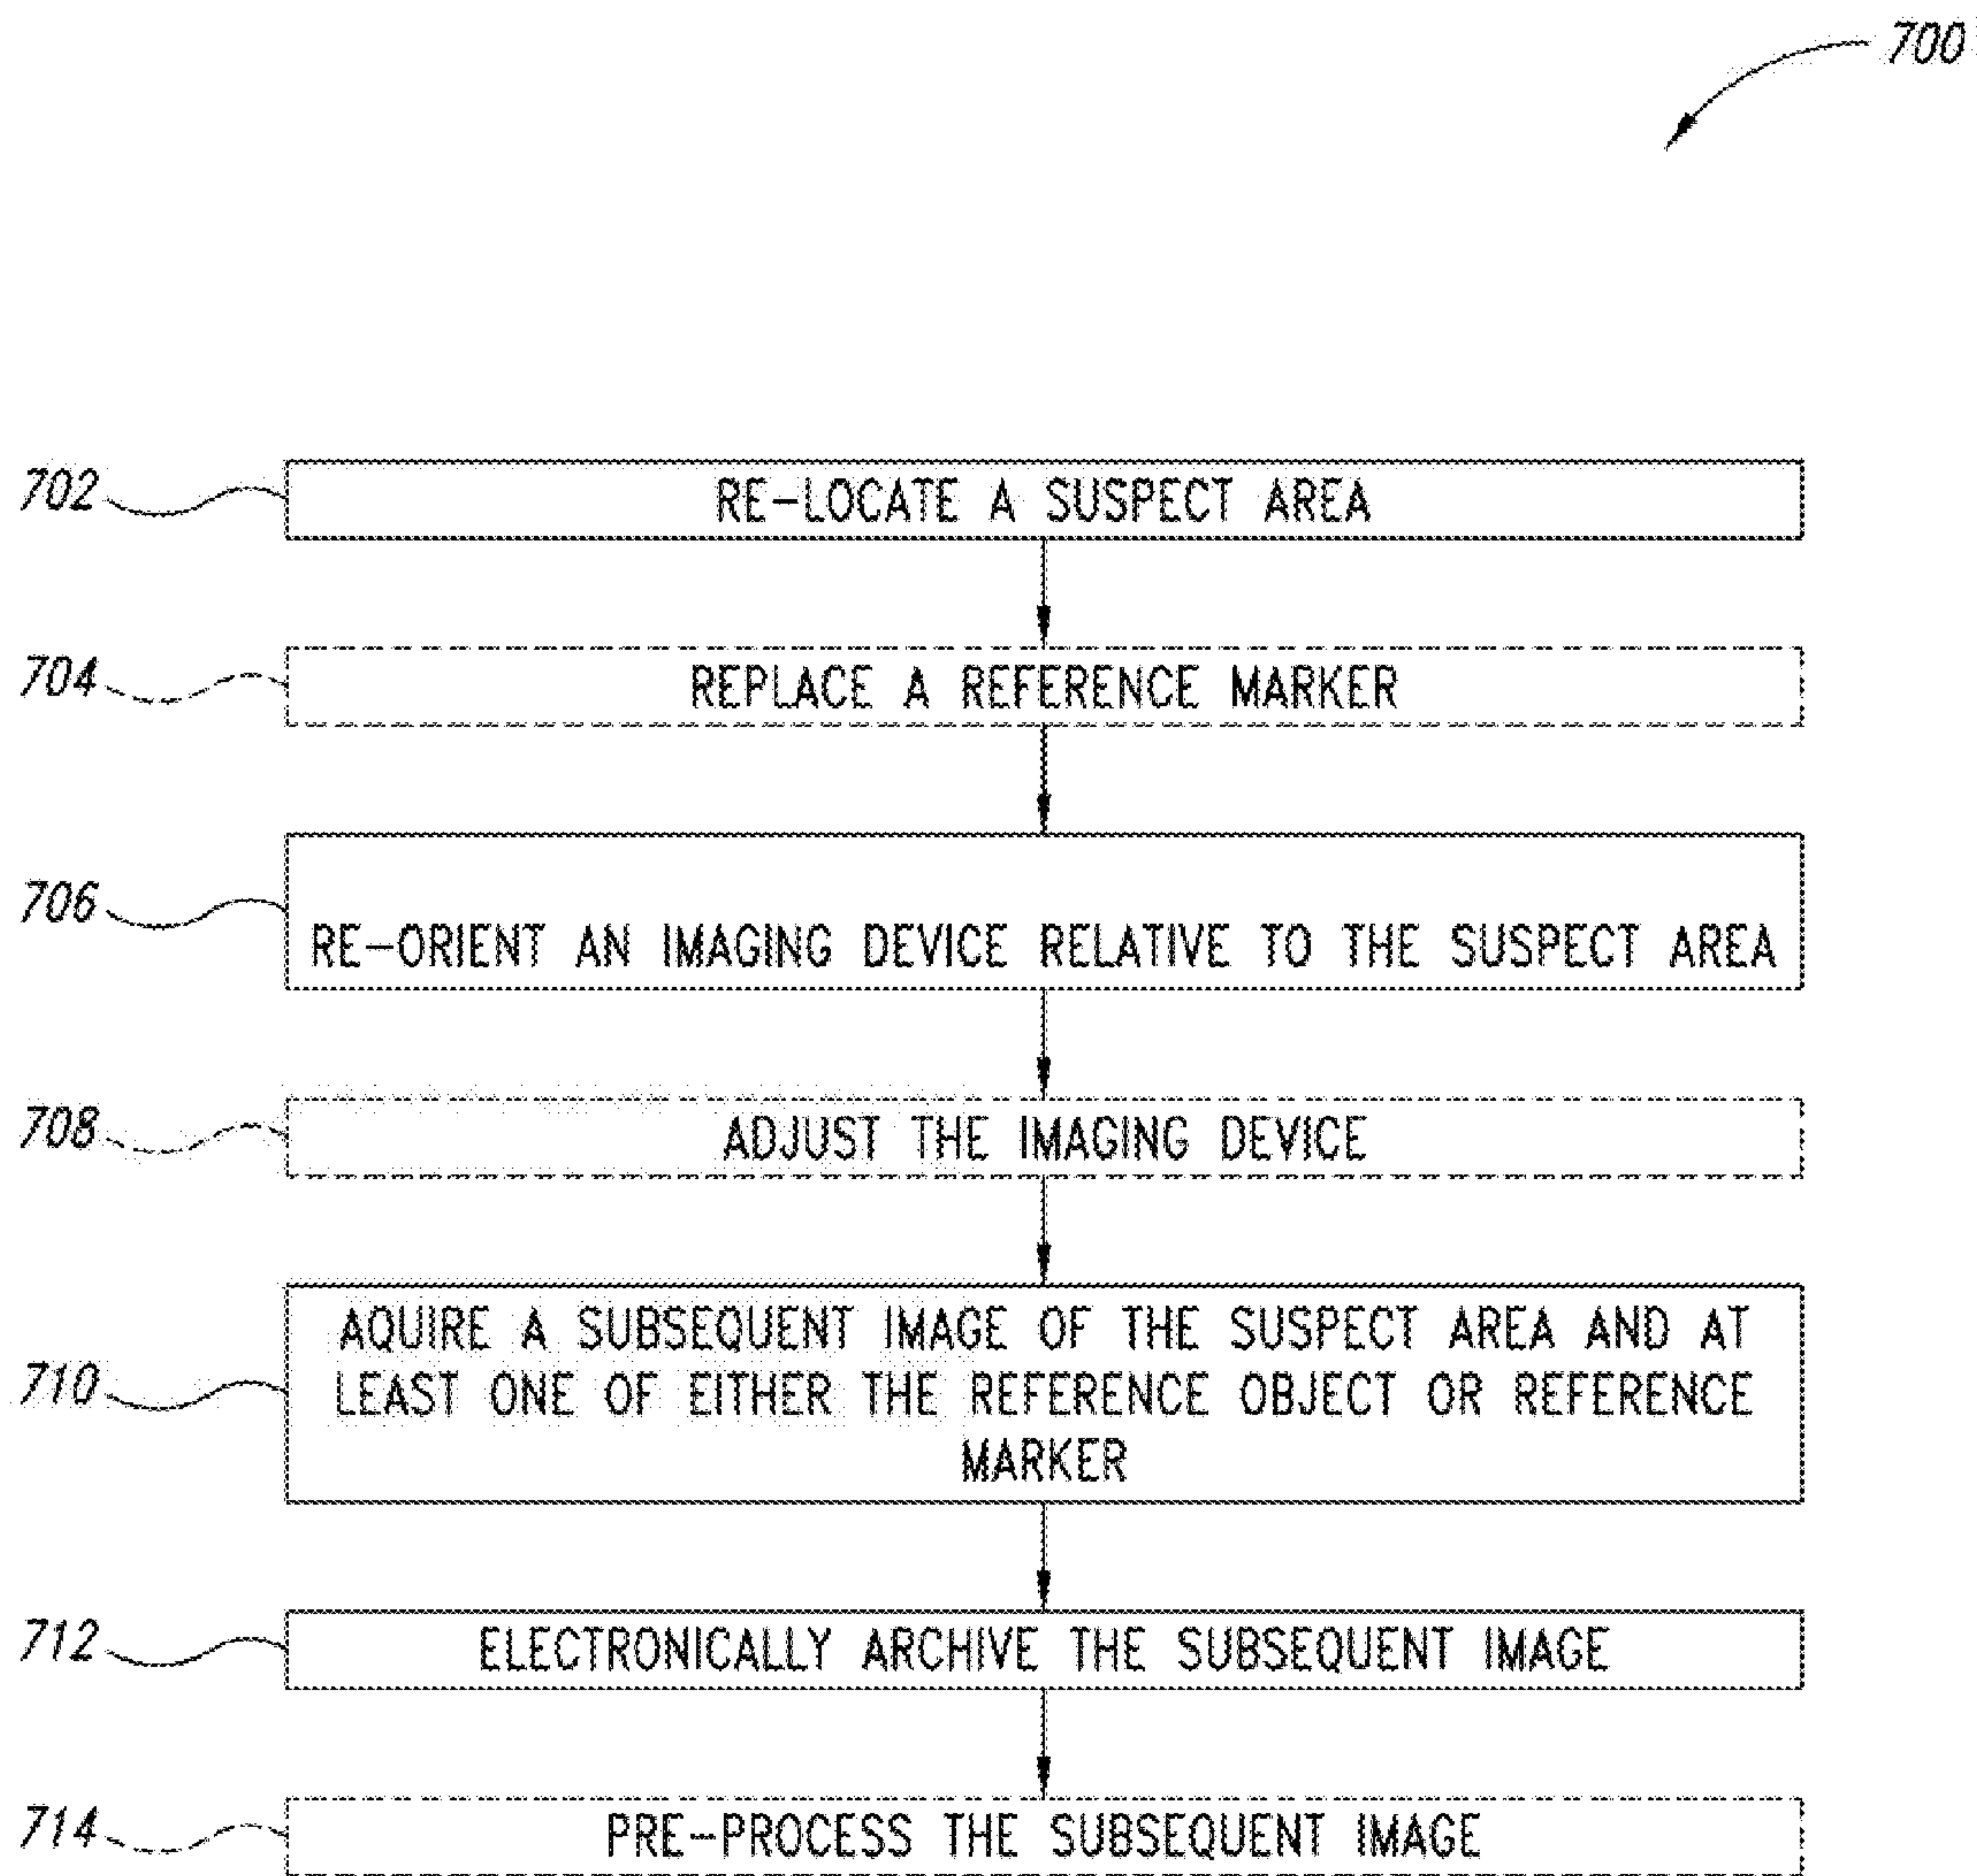 700
702
RE-LOCATE A SUSPECT AREA
704
REPLACE A REFERENCE MARKER
706
RE-ORIENT AN IMAGING DEVICE RELATIVE TO THE SUSPECT AREA
708
ADJUST THE IMAGING DEVICE
710
AQUIRE A SUBSEQUENT IMAGE OF THE SUSPECT AREA AND AT
LEAST ONE OF EITHER THE REFERENCE OBJECT OR REFERENCE
MARKER
712
ELECTRONICALLY ARCHIVE THE SUBSEQUENT IMAGE
714
PRE-PROCESS THE SUBSEQUENT IMAGE